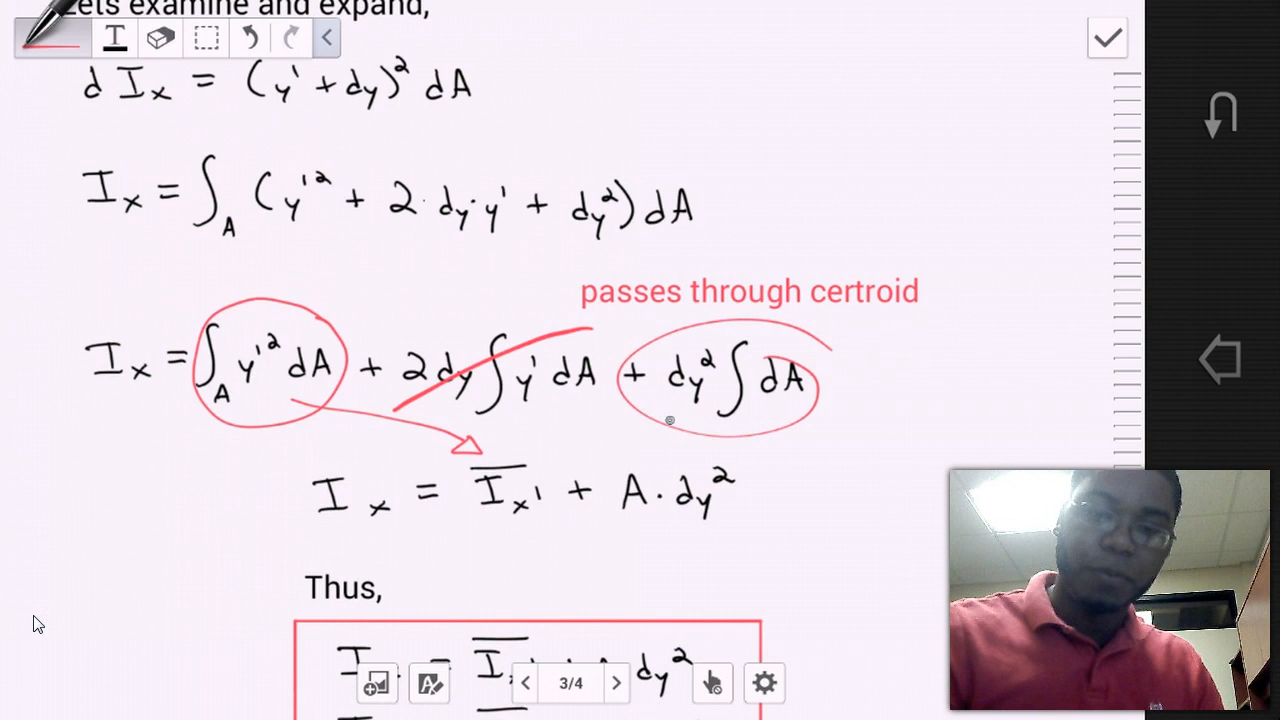 Lets examine and expand,
T
d Ix = (y' + dy)² dA
Ix = ∫A (y'² + 2·dy·y' + dy²) dA
passes through certroid
Ix = ∫A y'² dA + 2dy ∫ y' dA + dy² ∫ dA
Ix = I̅x' + A·dy²
Thus,
dy²
3/4